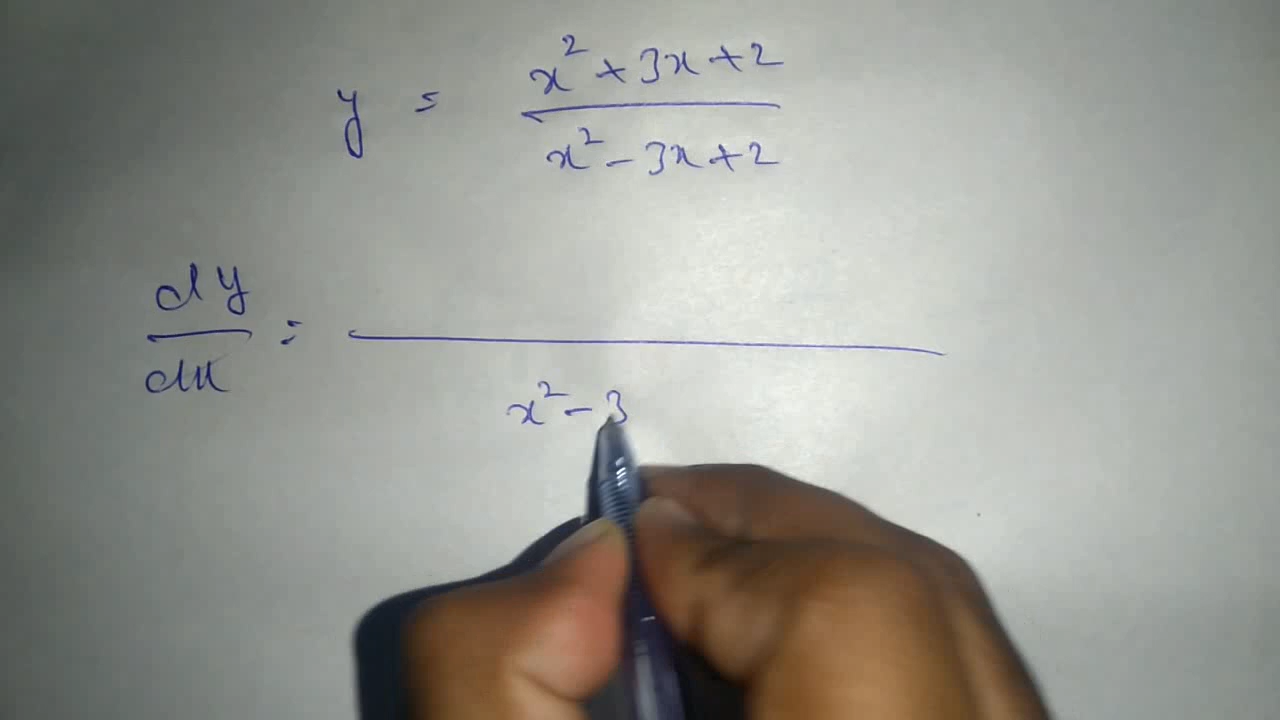 y = x² + 3x + 2 / x² - 3x + 2
dy/dx = / x² - 3